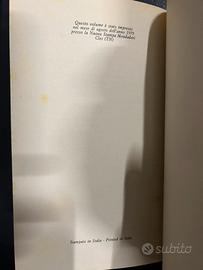 Questo volume è stato impresso
nel mese di agosto dell'anno 1975
presso la Nuova Stampa Mondadori
Cles (TN)
Stampato in Italia - Printed in Italy
subito